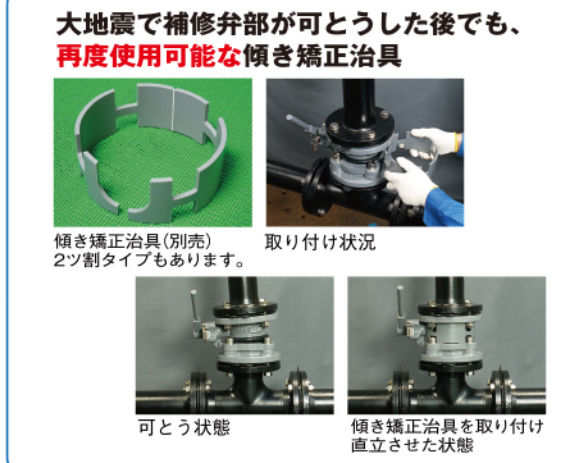 大地震で補修弁部が可とうした後でも、
再度使用可能な傾き矯正治具
傾き矯正治具(別売)
2ツ割タイプもあります。
取り付け状況
可とう状態
傾き矯正治具を取り付け
直立させた状態